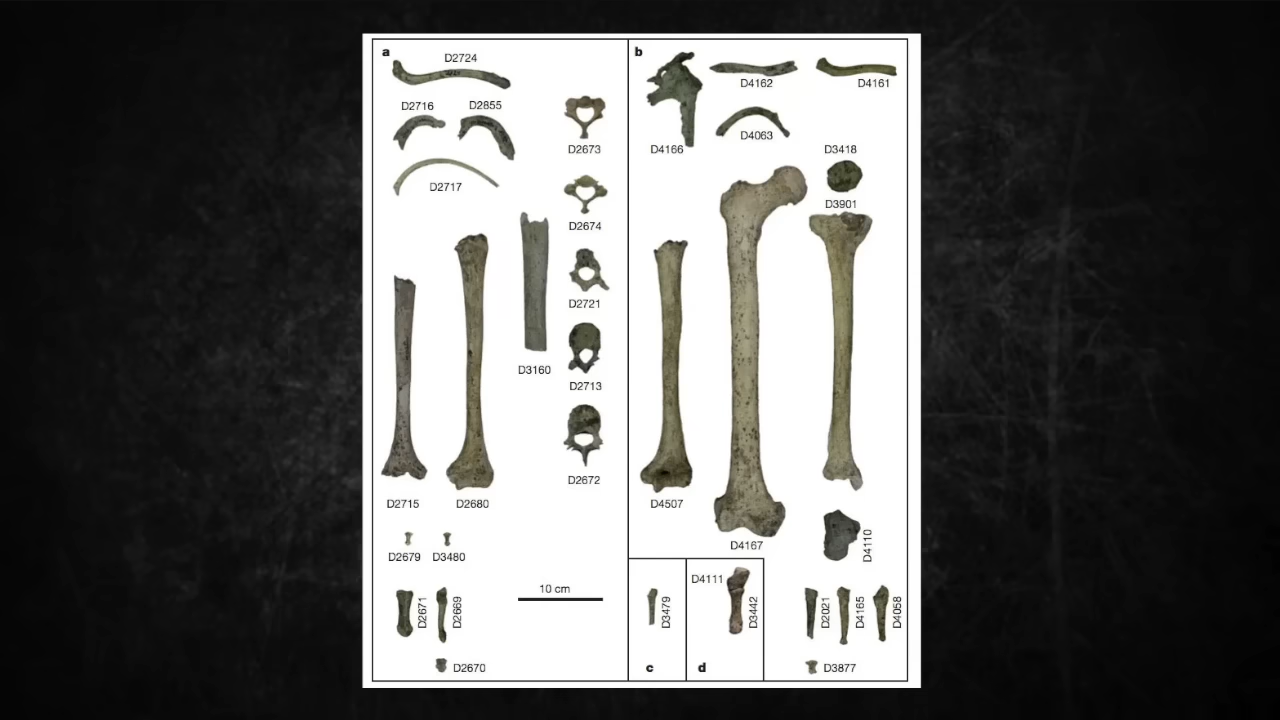 a
D2724
D2716
D2855
D2673
D2717
D2674
D2721
D3160
D2713
D2672
D2715
D2680
D2679
D3480
10 cm
D2671
D2669
D2670
b
D4162
D4161
D4166
D4063
D3418
D3901
D4507
D4167
D4110
D3479
c
D4111
D3442
d
D2021
D4165
D4058
D3877